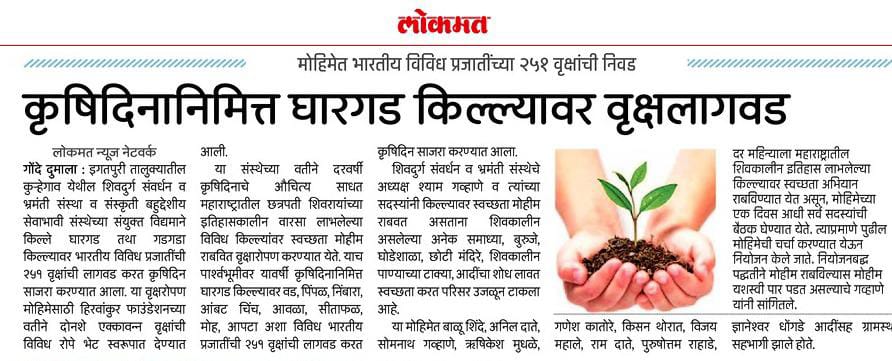 लोकमत
मोहिमेत भारतीय विविध प्रजातींच्या २५१ वृक्षांची निवड
कृषिदिनानिमित्त घारगड किल्ल्यावर वृक्षलागवड
लोकमत न्यूज नेटवर्क
गोंदे दुमाला : इगतपुरी तालुक्यातील
कुऱ्हेगाव येथील शिवदुर्ग संवर्धन व
भ्रमंती संस्था व संस्कृती बहुद्देशीय
सेवाभावी संस्थेच्या संयुक्त विद्यमाने
किल्ले घारगड तथा गडगडा
किल्ल्यावर भारतीय विविध प्रजातींची
२५१ वृक्षांची लागवड करत कृषिदिन
साजरा करण्यात आला. या वृक्षरोपण
मोहिमेसाठी हिरवांकुर फाउंडेशनच्या
वतीने दोनशे एक्कावन्न वृक्षांची
विविध रोपे भेट स्वरूपात देण्यात
आली.
या संस्थेच्या वतीने दरवर्षी
कृषिदिनाचे औचित्य साधत
महाराष्ट्रातील छत्रपती शिवरायांच्या
इतिहासकालीन वारसा लाभलेल्या
विविध किल्ल्यांवर स्वच्छता मोहीम
राबवित वृक्षारोपण करण्यात येते. याच
पार्श्वभूमीवर यावर्षी कृषिदिनानिमित्त
घारगड किल्ल्यावर वड, पिंपळ, निंबारा,
आंबट चिंच, आवळा, सीताफळ,
मोह, आपटा अशा विविध भारतीय
प्रजातींची २५१ वृक्षांची लागवड करत
कृषिदिन साजरा करण्यात आला.
शिवदुर्ग संवर्धन व भ्रमंती संस्थेचे
अध्यक्ष श्याम गव्हाणे व त्यांच्या
सदस्यांनी किल्ल्यावर स्वच्छता मोहीम
राबवत असताना शिवकालीन
असलेल्या अनेक समाध्या, बुरुजे,
घोडेशाळा, छोटी मंदिरे, शिवकालीन
पाण्याच्या टाक्या, आदींचा शोध लावत
स्वच्छता करत परिसर उजळून टाकला
आहे.
या मोहिमेत बाळू शिंदे, अनिल दाते,
सोमनाथ गव्हाणे, ऋषिकेश मुधळे,
गणेश कातोरे, किसन थोरात, विजय
महाले, राम दाते, पुरुषोत्तम राहाडे,
दर महिन्याला महाराष्ट्रातील
शिवकालीन इतिहास लाभलेल्या
किल्ल्यावर स्वच्छता अभियान
राबविण्यात येत असून, मोहिमेच्या
एक दिवस आधी सर्व सदस्यांची
बैठक घेण्यात येते. त्याप्रमाणे पुढील
मोहिमेची चर्चा करण्यात येऊन
नियोजन केले जाते. नियोजनबद्ध
पद्धतीने मोहीम राबविल्यास मोहीम
यशस्वी पार पडत असल्याचे गव्हाणे
यांनी सांगितले.
ज्ञानेश्वर धोंगडे आदींसह ग्रामस्थ
सहभागी झाले होते.